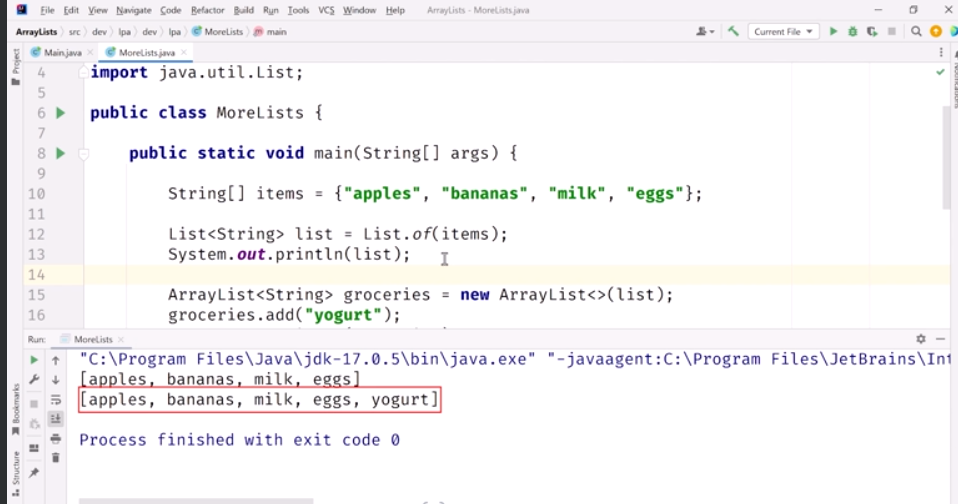 File Edit View Navigate Code Refactor Build Run Tools VCS Window Help ArrayLists - MoreLists.java
ArrayLists src dev lpa dev lpa MoreLists main Current File
Project
Main.java MoreLists.java
Notifications
4 import java.util.List;
5
6 public class MoreLists {
7
8 public static void main(String[] args) {
9
10 String[] items = {"apples", "bananas", "milk", "eggs"};
11
12 List<String> list = List.of(items);
13 System.out.println(list);
14
15 ArrayList<String> groceries = new ArrayList<>(list);
16 groceries.add("yogurt");
Run: MoreLists
"C:\Program Files\Java\jdk-17.0.5\bin\java.exe" "-javaagent:C:\Program Files\JetBrains\Int
[apples, bananas, milk, eggs]
[apples, bananas, milk, eggs, yogurt]
Process finished with exit code 0
Bookmarks
Structure